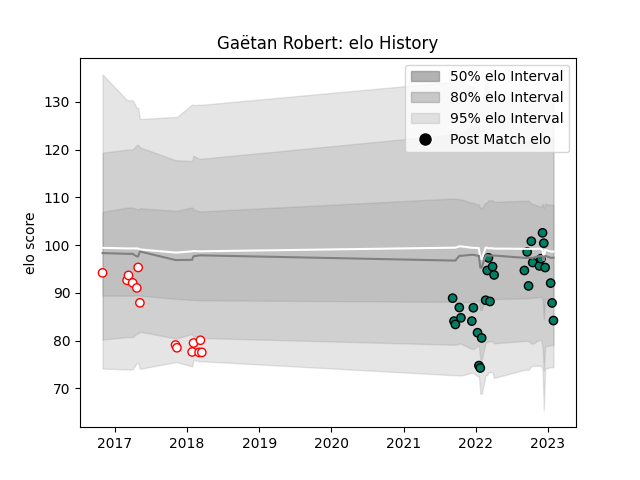 Gaëtan Robert: elo History
50% elo Interval
80% elo Interval
95% elo Interval
Post Match elo
elo score
130
120
110
100
90
80
70
2017
2018
2019
2020
2021
2022
2023